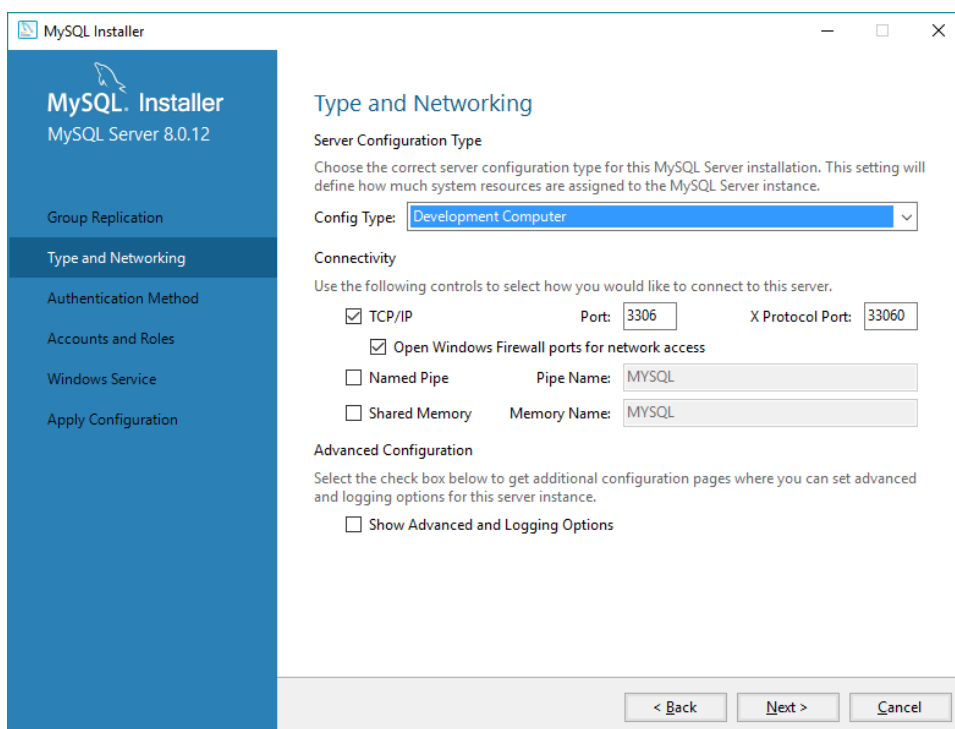 MySQL Installer
MySQL. Installer
MySQL Server 8.0.12
Group Replication
Type and Networking
Authentication Method
Accounts and Roles
Windows Service
Apply Configuration
Type and Networking
Server Configuration Type
Choose the correct server configuration type for this MySQL Server installation. This setting will
define how much system resources are assigned to the MySQL Server instance.
Config Type: Development Computer
Connectivity
Use the following controls to select how you would like to connect to this server.
TCP/IP Port: 3306 X Protocol Port: 33060
Open Windows Firewall ports for network access
Named Pipe Pipe Name: MYSQL
Shared Memory Memory Name: MYSQL
Advanced Configuration
Select the check box below to get additional configuration pages where you can set advanced
and logging options for this server instance.
Show Advanced and Logging Options
< Back Next > Cancel